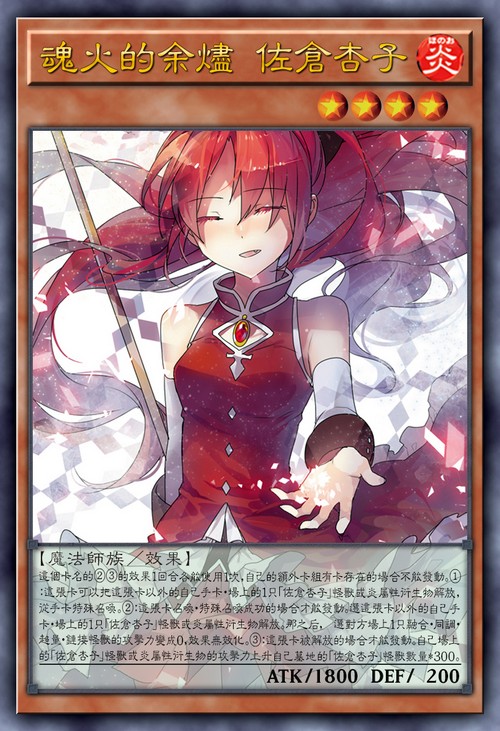 魂火的余燼 佐倉杏子
ほのお
炎
【魔法師族／效果】
這個卡名的②③的效果1回合各能使用1次,自己的額外卡組有卡存在的場合不能發動。①
:這張卡可以把這張卡以外的自己手卡・場上的1只「佐倉杏子」怪獸或炎屬性衍生物解放,
從手卡特殊召喚。②:這張卡召喚・特殊召喚成功的場合才能發動。選這張卡以外的自己手
卡・場上的1只「佐倉杏子」怪獸或炎屬性衍生物解放。那之后, 選對方場上1只融合・同調・
超量・鏈接怪獸的攻擊力變成0,效果無效化。③:這張卡被解放的場合才能發動。自己場上
的「佐倉杏子」怪獸或炎屬性衍生物的攻擊力上升自己墓地的「佐倉杏子」怪獸數量*300。
ATK/1800 DEF/ 200